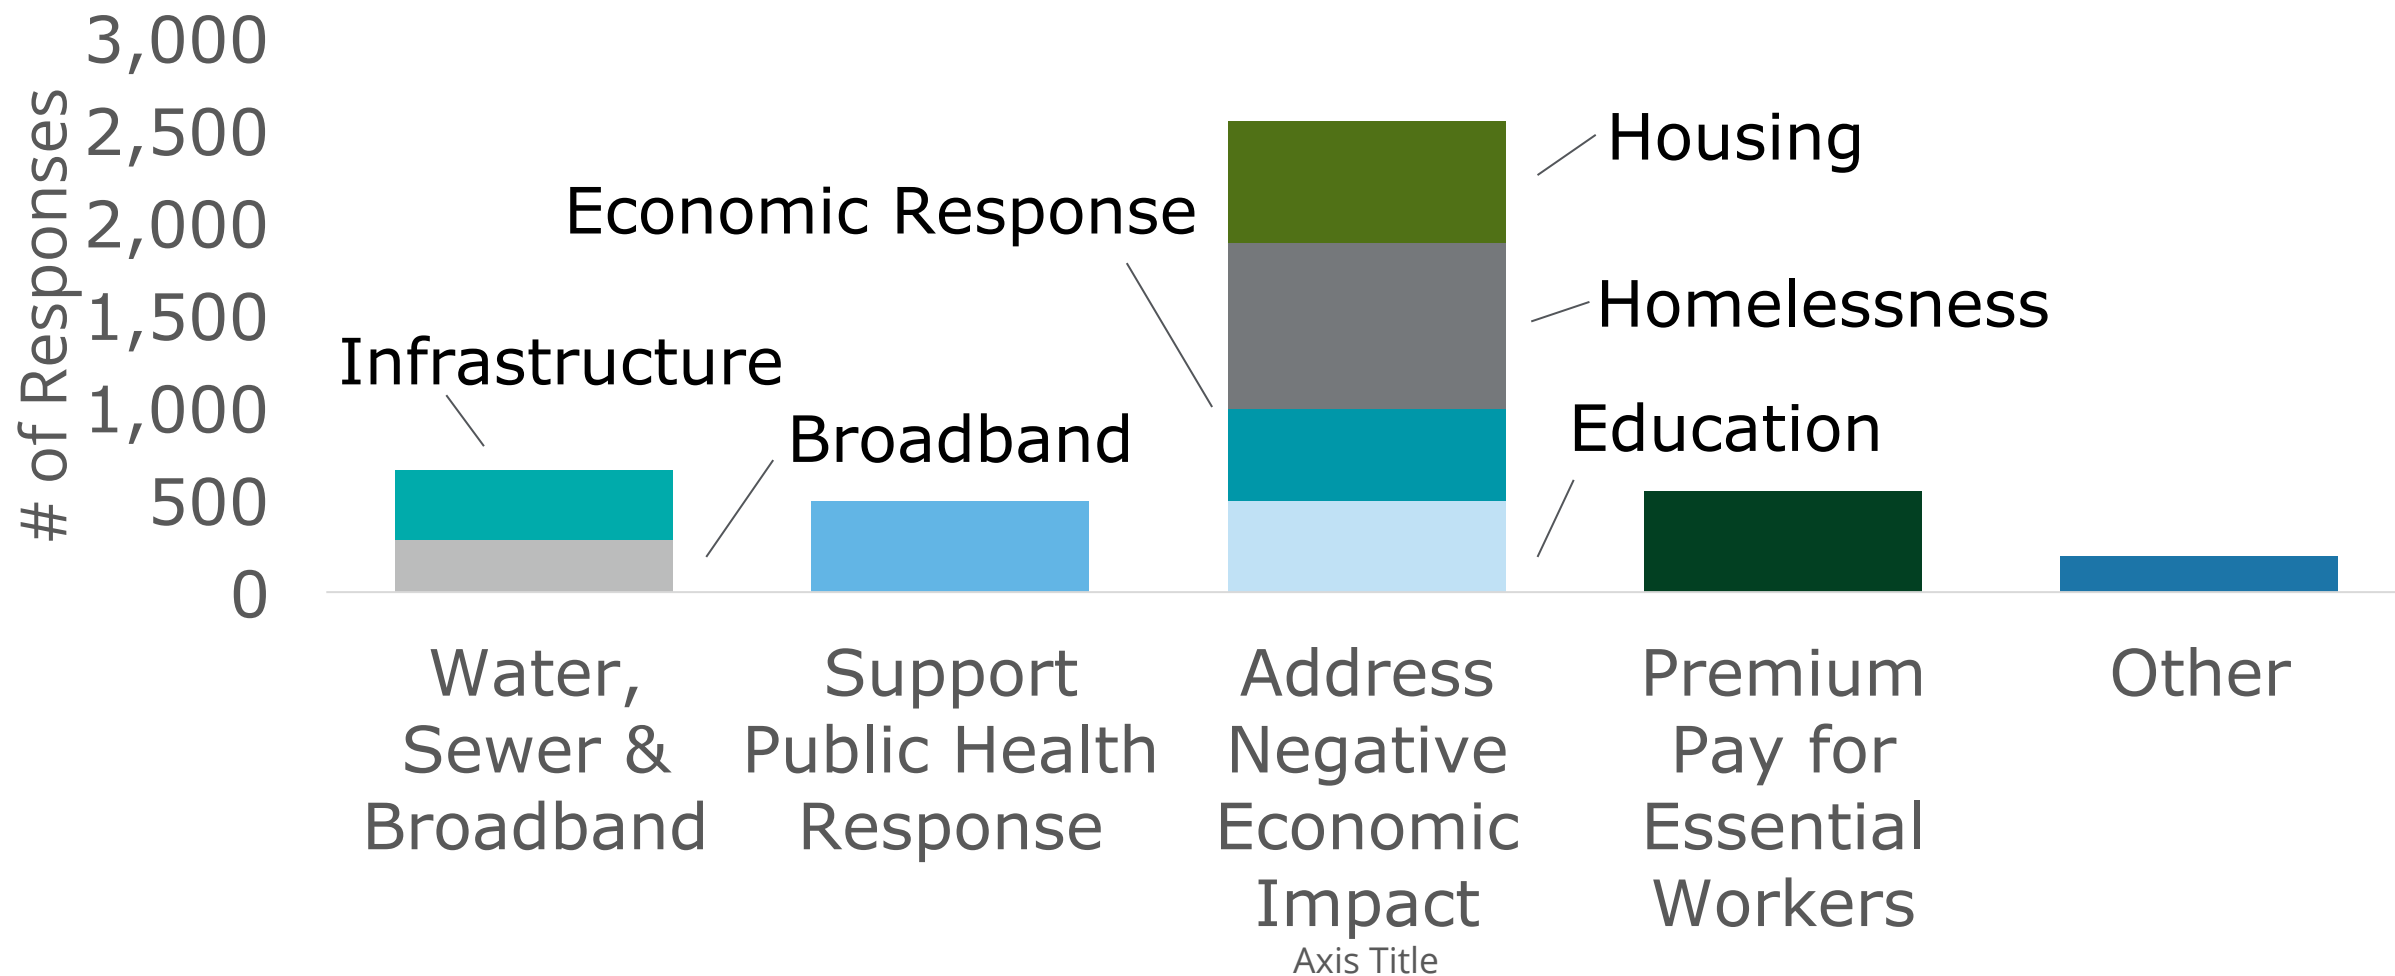 3,000
2,500
2,000
1,500
1,000
500
0
# of Responses
Infrastructure
Broadband
Economic Response
Housing
Homelessness
Education
Water,
Sewer &
Broadband
Support
Public Health
Response
Address
Negative
Economic
Impact
Premium
Pay for
Essential
Workers
Other
Axis Title